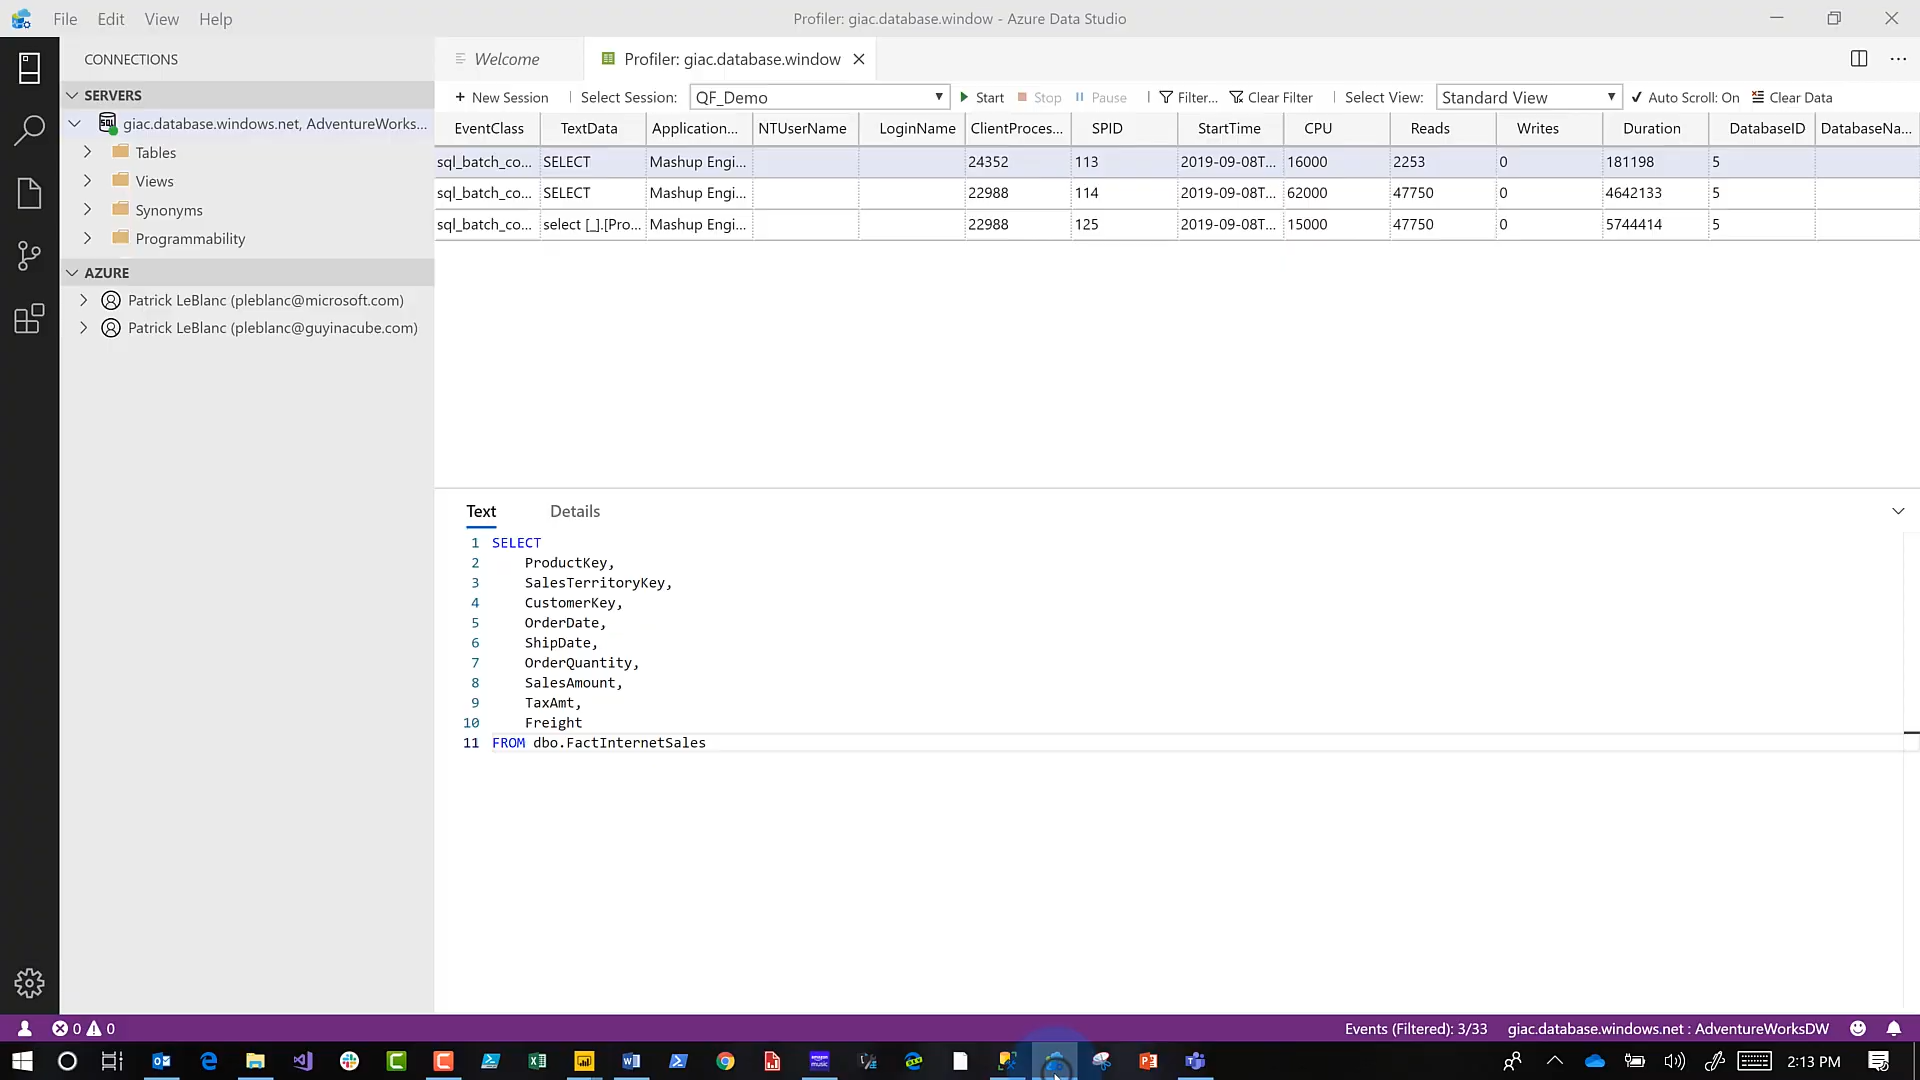 File Edit View Help
Profiler: giac.database.window - Azure Data Studio
CONNECTIONS
Welcome
Profiler: giac.database.window
SERVERS
New Session
Select Session:
QF_Demo
Start
Stop
Pause
Filter...
Clear Filter
Select View:
Standard View
Auto Scroll: On
Clear Data
giac.database.windows.net, AdventureWorks...
Tables
Views
Synonyms
Programmability
AZURE
Patrick LeBlanc (pleblanc@microsoft.com)
Patrick LeBlanc (pleblanc@guyinacube.com)
EventClass TextData Application... NTUserName LoginName ClientProces... SPID StartTime CPU Reads Writes Duration DatabaseID DatabaseNa...
sql_batch_co... SELECT Mashup Engi... 24352 113 2019-09-08T... 16000 2253 0 181198 5
sql_batch_co... SELECT Mashup Engi... 22988 114 2019-09-08T... 62000 47750 0 4642133 5
sql_batch_co... select [_].[Pro... Mashup Engi... 22988 125 2019-09-08T... 15000 47750 0 5744414 5
Text Details
1 SELECT
2 ProductKey,
3 SalesTerritoryKey,
4 CustomerKey,
5 OrderDate,
6 ShipDate,
7 OrderQuantity,
8 SalesAmount,
9 TaxAmt,
10 Freight
11 FROM dbo.FactInternetSales
0 0
Events (Filtered): 3/33
giac.database.windows.net : AdventureWorksDW
2:13 PM